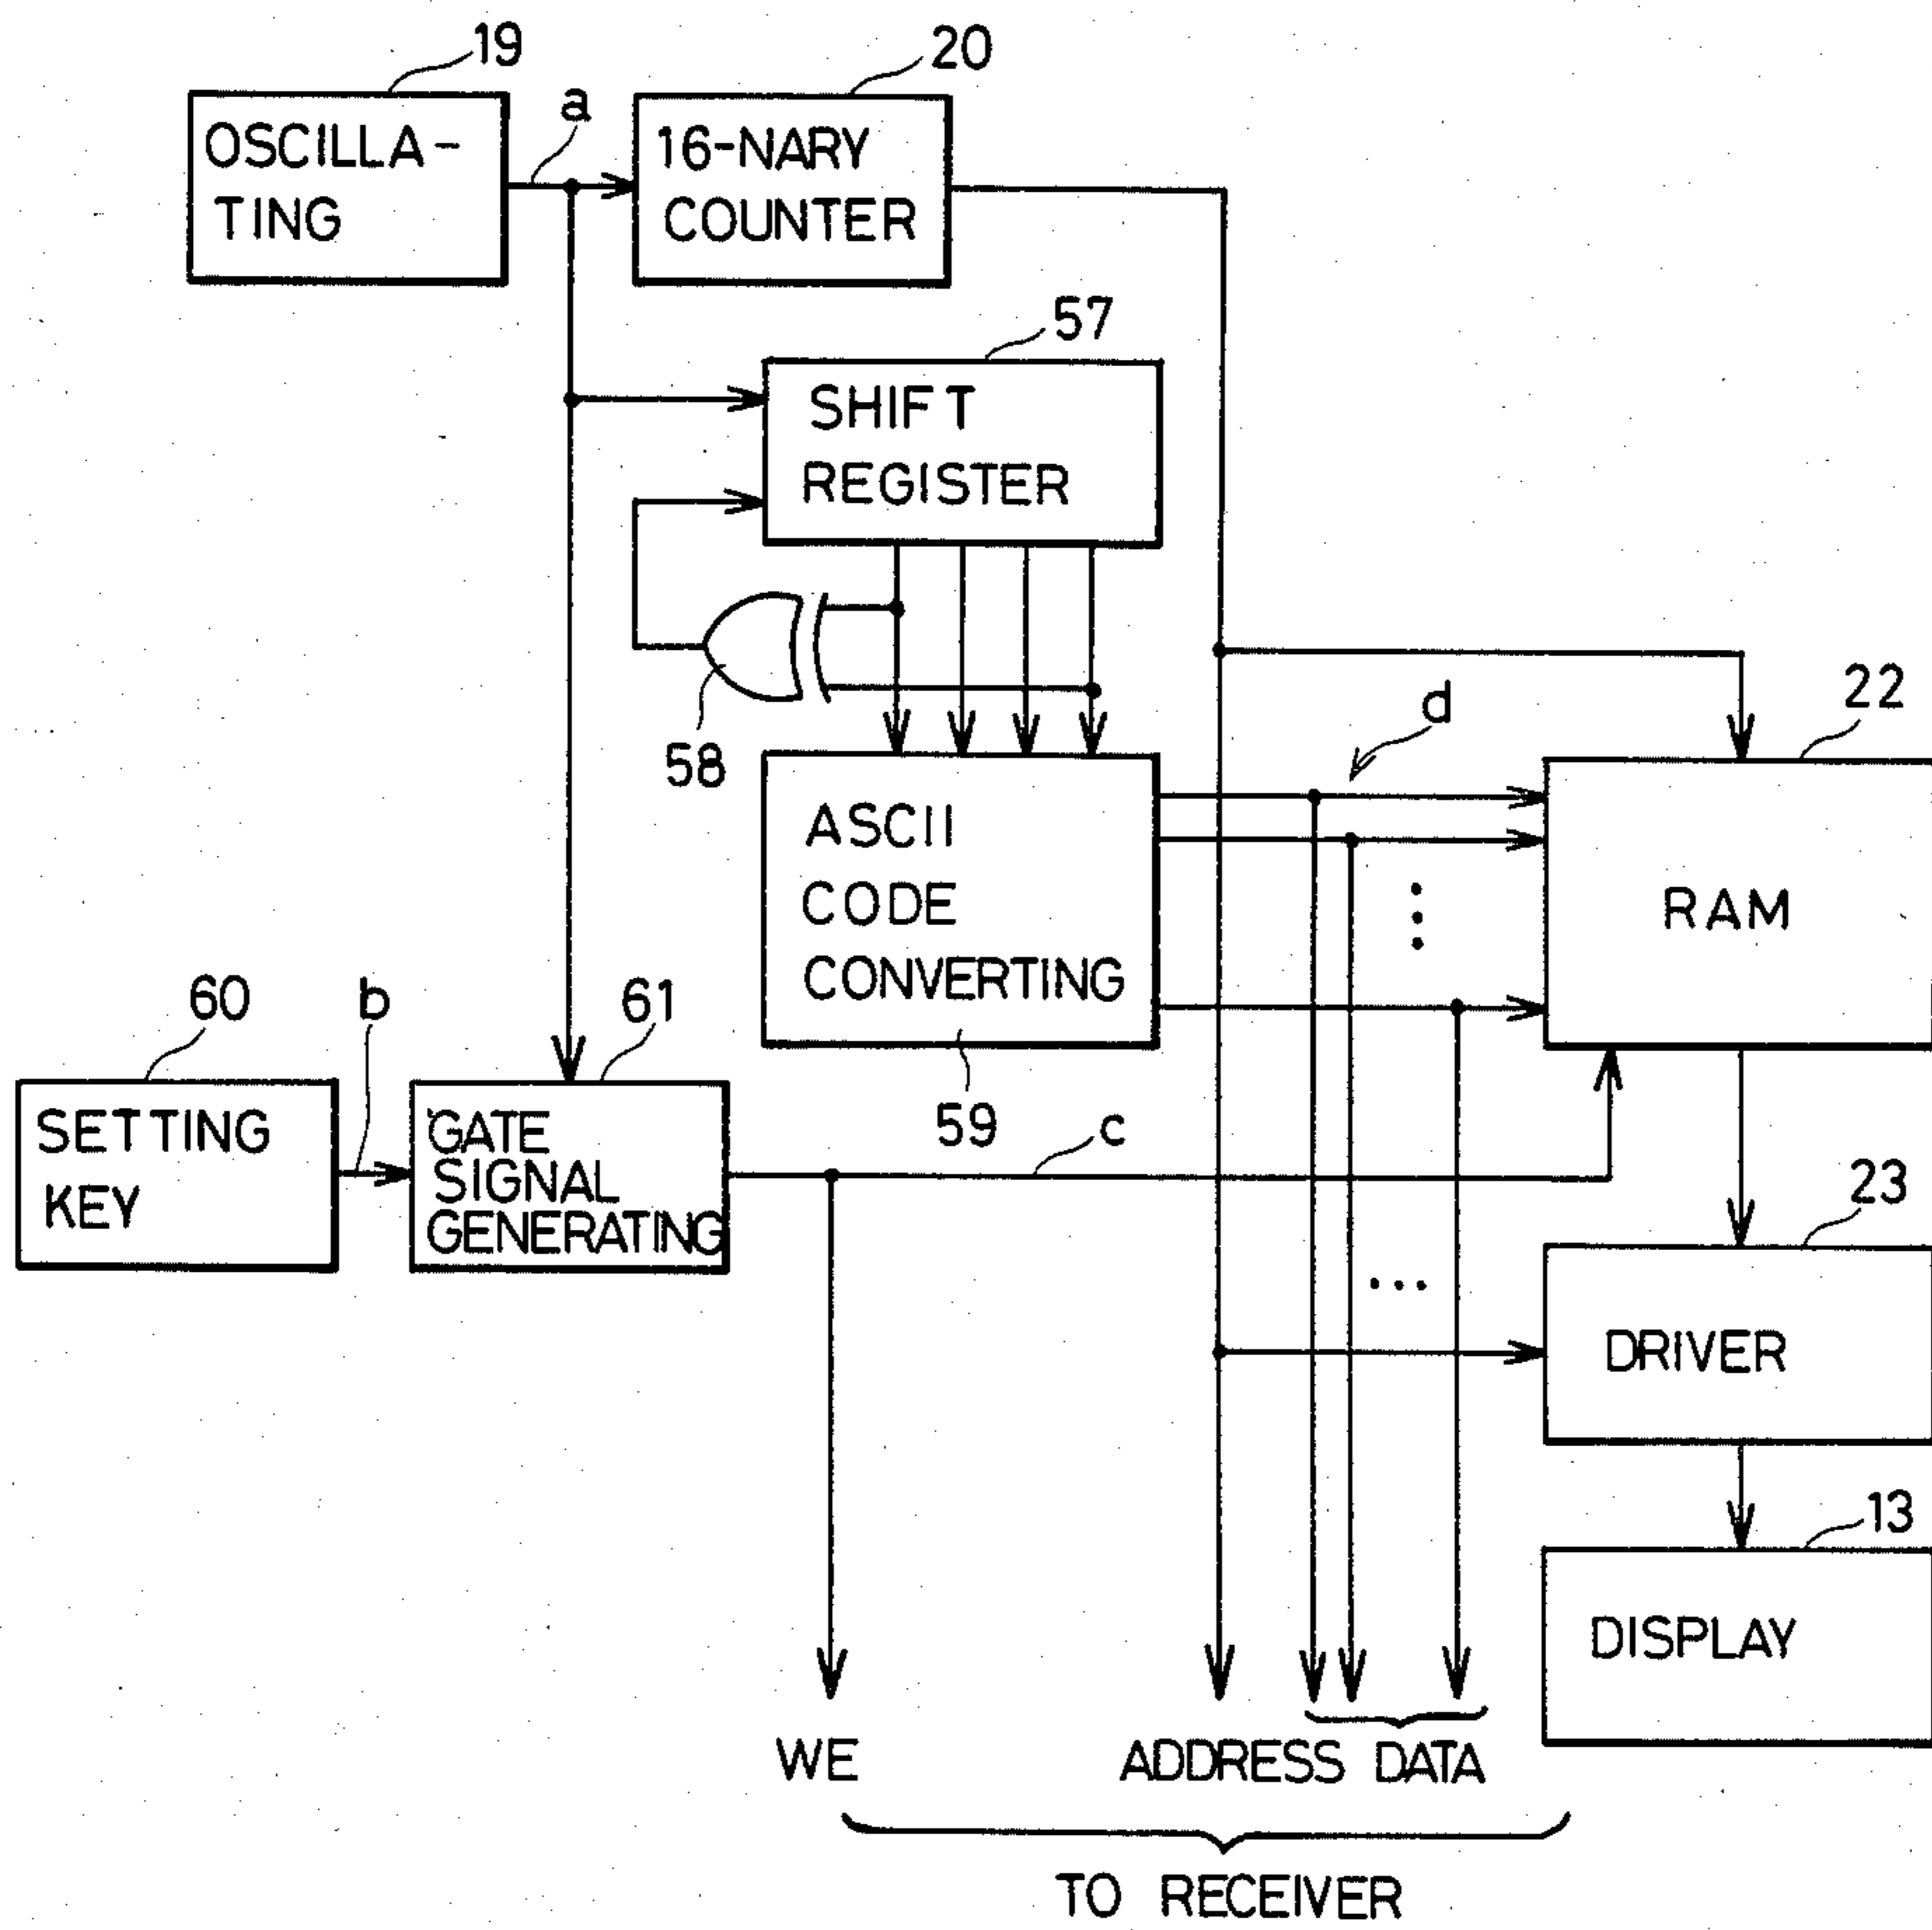 19
20
a
OSCILLA-
TING
16-NARY
COUNTER
57
SHIFT
REGISTER
58
d
22
ASCII
CODE
CONVERTING
RAM
60
b
61
59
c
SETTING
KEY
GATE
SIGNAL
GENERATING
23
DRIVER
13
DISPLAY
WE
ADDRESS DATA
TO RECEIVER